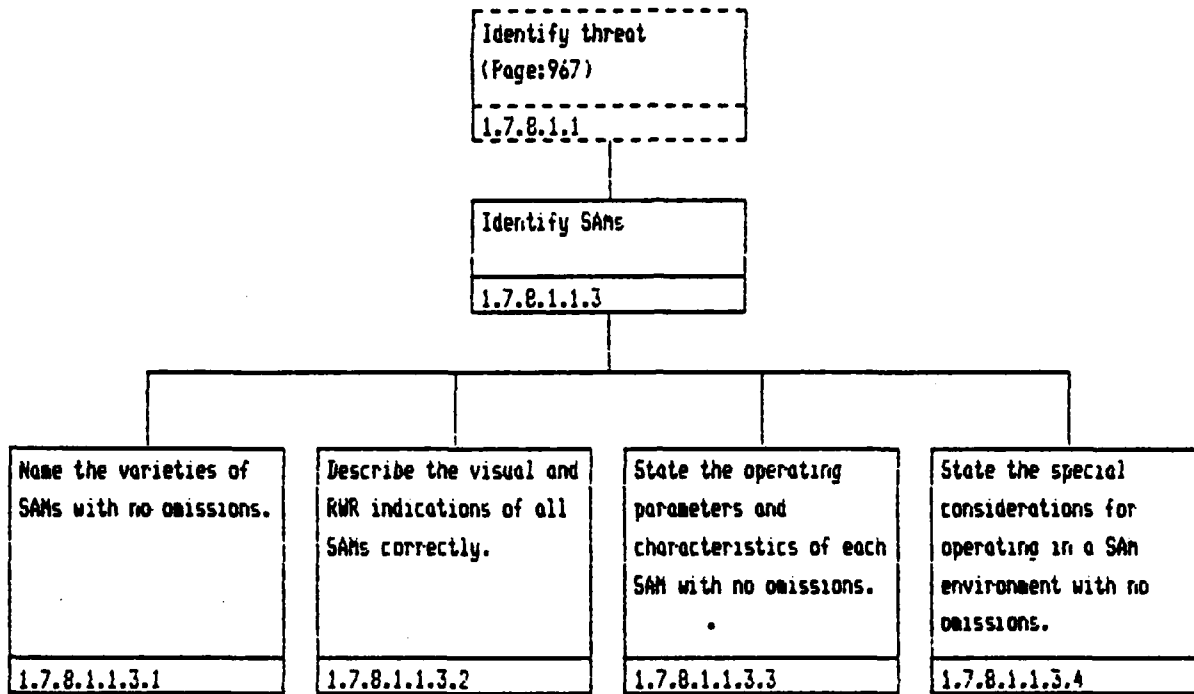 Identify threat
(Page:967)
1.7.8.1.1
Identify SAMs
1.7.8.1.1.3
Name the varieties of
SAMs with no omissions.
1.7.8.1.1.3.1
Describe the visual and
RWR indications of all
SAMs correctly.
1.7.8.1.1.3.2
State the operating
parameters and
characteristics of each
SAM with no omissions.
1.7.8.1.1.3.3
State the special
considerations for
operating in a SAM
environment with no
omissions.
1.7.8.1.1.3.4